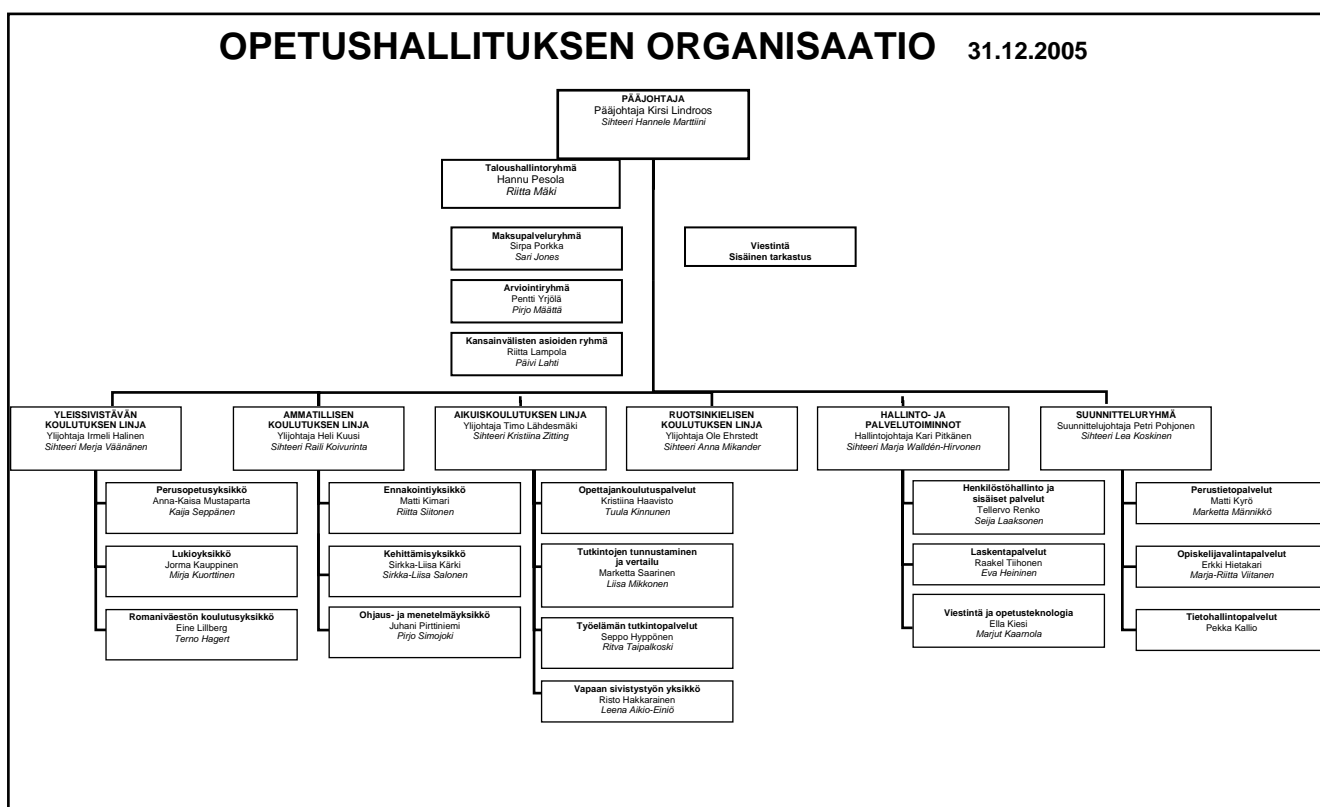 OPETUSHALLITUKSEN ORGANISAATIO 31.12.2005
PÄÄJOHTAJA
Pääjohtaja Kirsi Lindroos
Sihteeri Hannele Marttiini
Taloushallintoryhmä
Hannu Pesola
Riitta Mäki
Maksupalveluryhmä
Sirpa Porkka
Sari Jones
Viestintä
Sisäinen tarkastus
Arviointiryhmä
Pentti Yrjölä
Pirjo Määttä
Kansainvälisten asioiden ryhmä
Riitta Lampola
Päivi Lahti
YLEISSIVISTÄVÄN
KOULUTUKSEN LINJA
Ylijohtaja Irmeli Halinen
Sihteeri Merja Väänänen
Perusopetusyksikkö
Anna-Kaisa Mustaparta
Kaija Seppänen
Lukioyksikkö
Jorma Kauppinen
Mirja Kuorttinen
Romaniväestön koulutusyksikkö
Eine Lillberg
Terno Hagert
AMMATILLISEN
KOULUTUKSEN LINJA
Ylijohtaja Heli Kuusi
Sihteeri Raili Koivurinta
Ennakointiyksikkö
Matti Kimari
Riitta Siitonen
Kehittämisyksikkö
Sirkka-Liisa Kärki
Sirkka-Liisa Salonen
Ohjaus- ja menetelmäyksikkö
Juhani Pirttiniemi
Pirjo Simojoki
AIKUISKOULUTUKSEN LINJA
Ylijohtaja Timo Lähdesmäki
Sihteeri Kristiina Zitting
Opettajankoulutuspalvelut
Kristiina Haavisto
Tuula Kinnunen
Tutkintojen tunnustaminen
ja vertailu
Marketta Saarinen
Liisa Mikkonen
Työelämän tutkintopalvelut
Seppo Hyppönen
Ritva Taipalkoski
Vapaan sivistystyön yksikkö
Risto Hakkarainen
Leena Aikio-Einiö
RUOTSINKIELISEN
KOULUTUKSEN LINJA
Ylijohtaja Ole Ehrstedt
Sihteeri Anna Mikander
HALLINTO- JA
PALVELUTOIMINNOT
Hallintojohtaja Kari Pitkänen
Sihteeri Marja Walldén-Hirvonen
Henkilöstöhallinto ja
sisäiset palvelut
Tellervo Renko
Seija Laaksonen
Laskentapalvelut
Raakel Tiihonen
Eva Heininen
Viestintä ja opetusteknologia
Ella Kiesi
Marjut Kaarnola
SUUNNITTELURYHMÄ
Suunnittelujohtaja Petri Pohjonen
Sihteeri Lea Koskinen
Perustietopalvelut
Matti Kyrö
Marketta Männikkö
Opiskelijavalintapalvelut
Erkki Hietakari
Marja-Riitta Viitanen
Tietohallintopalvelut
Pekka Kallio